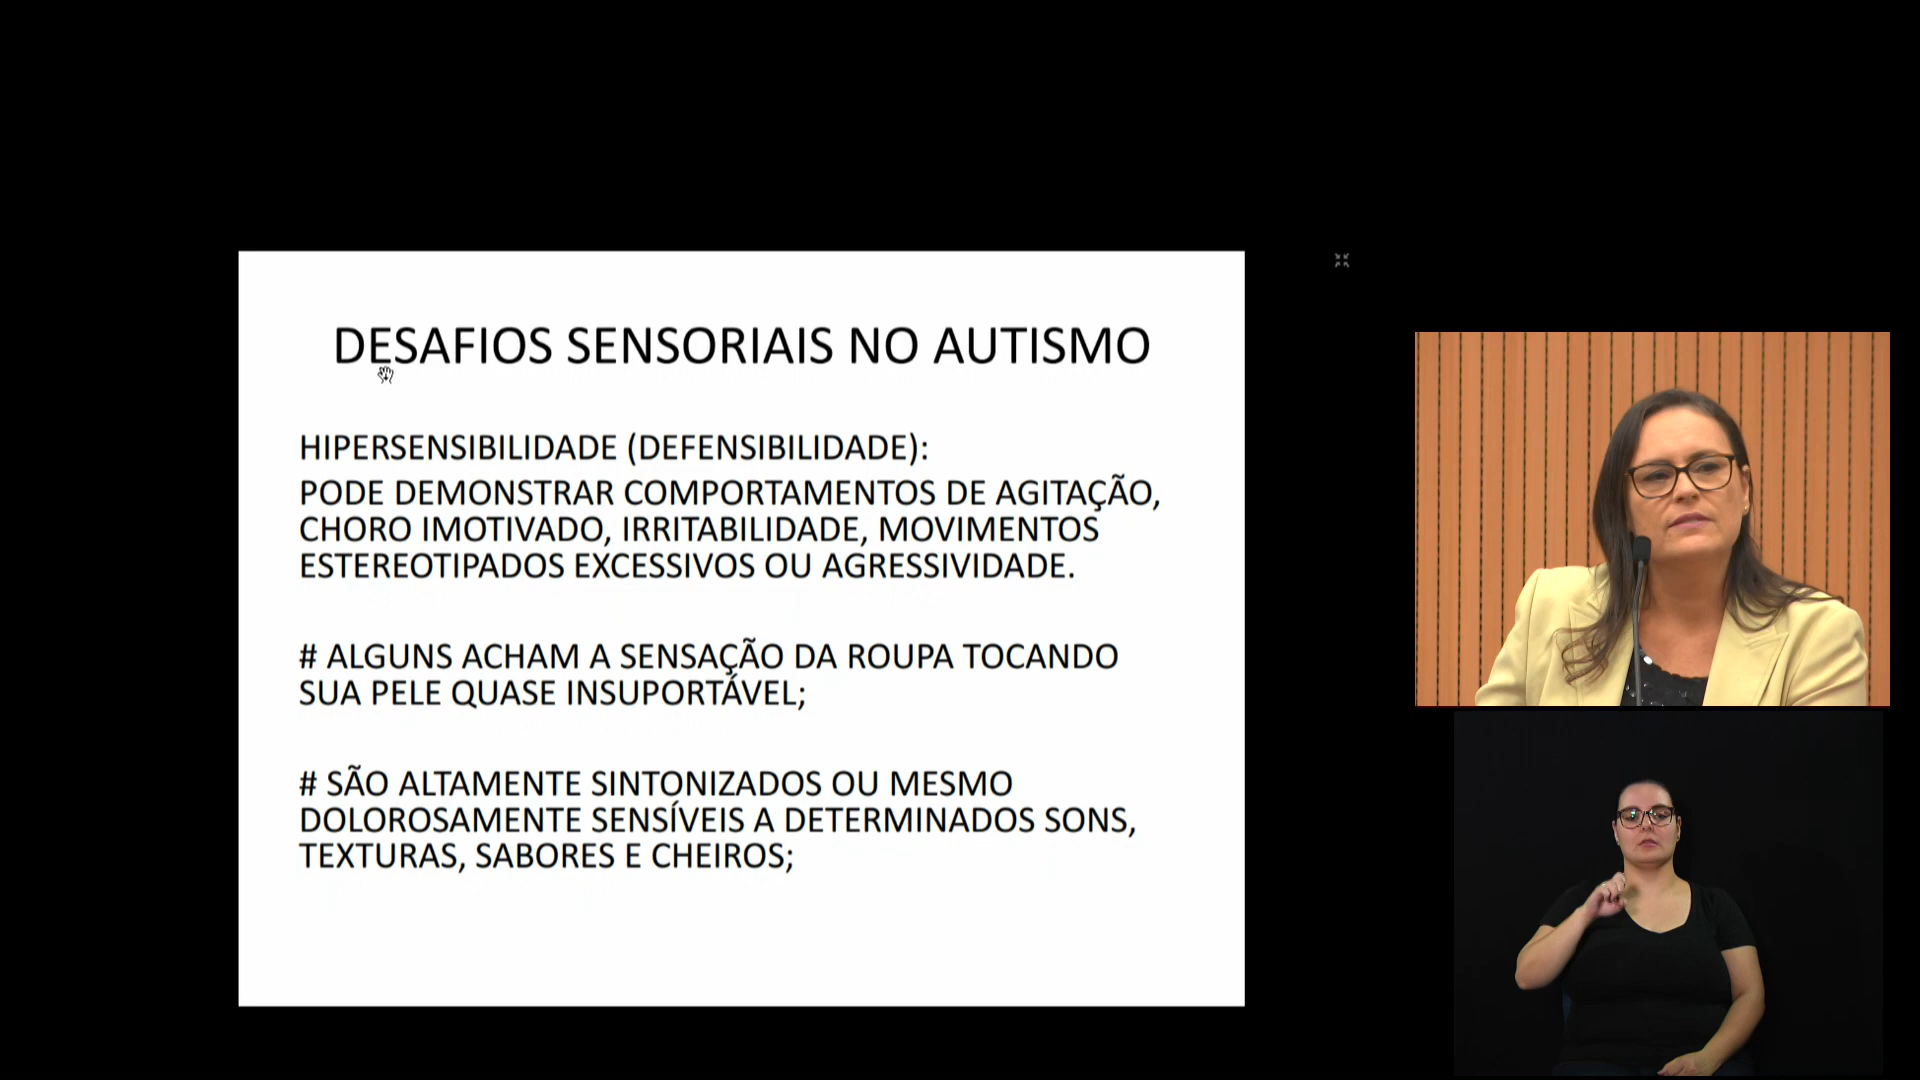 DESAFIOS SENSORIAIS NO AUTISMO
HIPERSENSIBILIDADE (DEFENSIBILIDADE):
PODE DEMONSTRAR COMPORTAMENTOS DE AGITAÇÃO,
CHORO IMOTIVADO, IRRITABILIDADE, MOVIMENTOS
ESTEREOTIPADOS EXCESSIVOS OU AGRESSIVIDADE.
# ALGUNS ACHAM A SENSAÇÃO DA ROUPA TOCANDO
SUA PELE QUASE INSUPORTÁVEL;
# SÃO ALTAMENTE SINTONIZADOS OU MESMO
DOLOROSAMENTE SENSÍVEIS A DETERMINADOS SONS,
TEXTURAS, SABORES E CHEIROS;